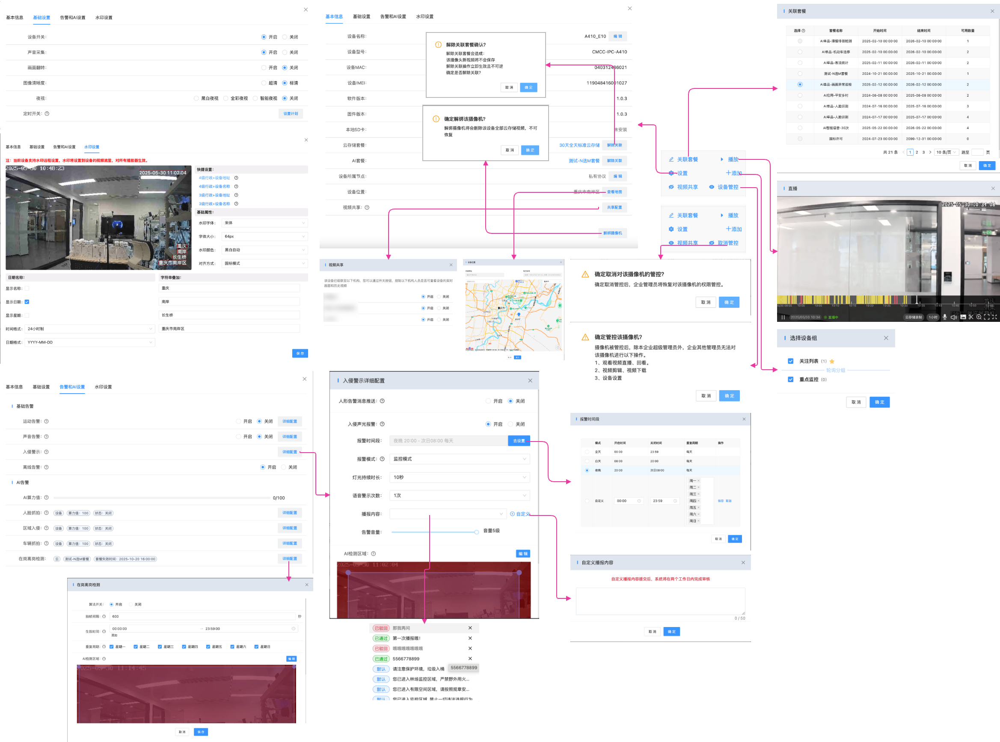 基本信息 基础设置 告警和AI设置 水印设置
设备开关: 开启 关闭
声音采集: 开启 关闭
画面翻转: 开启 关闭
图像清晰度: 超清 标清
夜视: 黑白夜视 全彩夜视 智能夜视 关闭
定时开关: 设置计划
基本信息 基础设置 告警和AI设置 水印设置
注：当前设备支持水印远程设置，水印将设置到设备的视频流里，对所有播放器生效。
2025-05-30 10:48:23
2025-05-30 11:02:04
重庆
南岸
长生桥
重庆市南岸区
快捷设置:
4级行政+设备地址
4级行政+设备名称
3级行政+设备地址
3级行政+设备名称
基础属性:
水印字体: 宋体
字体大小: 64px
水印颜色: 黑白自动
对齐方式: 国标模式
日期名称: 字符串叠加:
显示名称: 重庆
显示日期: 南岸
显示星期: 长生桥
时间格式: 24小时制 重庆市南岸区
日期格式: YYYY-MM-DD
保存
基本信息 基础设置 告警和AI设置 水印设置
基础告警
运动告警: 开启 关闭 详细配置
声音告警: 开启 关闭 详细配置
入侵警示: 详细配置
离线告警: 开启 关闭
AI告警
AI算力值: 0/100
人脸抓拍: 设备 算力值: 100 状态: 关闭 详细配置
区域入侵: 设备 算力值: 100 状态: 关闭 详细配置
车辆抓拍: 设备 算力值: 100 状态: 关闭 详细配置
在岗离岗检测: 云 测试-N选M套餐 套餐失效时间: 2025-10-20 16:00:00 详细配置
在岗离岗检测
算法开关: 开启 关闭
抽帧间隔: 600 秒
生效时间: 00:00:00 → 23:59:00
添加
重复周期: 星期一 星期二 星期三 星期四 星期五 星期六 星期日
AI检测区域: 编辑
2025-05-30 11:14:45
取消 保存
基本信息 基础设置 告警和AI设置 水印设置
设备名称: A410_E10 编辑
设备型号: CMCC-IPC-A410
设备MAC: 040312486021
设备IMEI: 119048416001027
软件版本: 1.0.3
固件版本: 1.0.3
本地SD卡: 未安装
云存储套餐: 30天全天标准云存储 解除关联
AI套餐: 测试-N选M套餐 解除关联
设备所属节点: 私有协议 编辑
设备位置: 重庆市南岸区 查看地图
视频共享: 共享配置
解绑摄像机
解除关联套餐确认?
解除关联套餐会造成:
该摄像头新视频将不会保存
解除关联操作立即生效且不可逆
确定是否解除关联?
取消 确定
确定解绑该摄像机?
解绑摄像机将会删除该设备全部云存储视频，不可
恢复
取消 确定
视频共享
该设备已级联至以下机构，您可以通过开关按钮，控制以下机构人员是否可查看设备的实时
画面和历史视频
开启 关闭
开启 关闭
开启 关闭
设备位置
重庆市
关联套餐 播放
设置 添加
视频共享 设备管控
关联套餐 播放
设置 添加
视频共享 取消管控
确定取消对该摄像机的管控?
确定取消管控后，企业管理员将恢复对该摄像机的权限管控。
取消 确定
确定管控该摄像机?
摄像机被管控后，除本企业超级管理员外，企业其他管理员无法对
该摄像机进行以下操作。
1、观看视频直播、回看。
2、视频剪辑、视频下载
3、设备设置
取消 确定
入侵警示详细配置
人形告警消息推送: 开启 关闭
入侵声光报警: 开启 关闭
报警时间段: 夜晚 20:00 - 次日08:00 每天 去设置
报警模式: 监控模式
灯光持续时长: 10秒
语音警示次数: 1次
播报内容: 自定义
告警音量: 音量5级
AI检测区域: 编辑
2025-05-30 11:02:04
已驳回 那我再问
已通过 第一次播报哦!
已驳回 哦哦哦哦哦哦哦
已通过 5566778899
默认 请注意保护环境，垃圾入桶 5566778899
默认 您已进入林场监控区域，严禁野外用火...
默认 您已进入有限空间区域，请按照规章安...
默认 您已进入监控区域,禁止一切违法违规行为
报警时间段
模式 开启时间 关闭时间 重复周期 操作
全天 00:00 23:59 每天
白天 08:00 20:00 每天
夜晚 20:00 次日08:00 每天
自定义 00:00 23:59 保存 取消
周一
周二
周三
周四
周五
周六
周日
取消 确定
自定义播报内容
自定义播报内容提交后，系统将在两个工作日内完成审核
0 / 50
取消 确定
关联套餐
选择 套餐名称 开始时间 结束时间 可用数量
AI单品-滞留徘徊检测 2025-02-10 00:00:00 2026-02-10 00:00:00 1
AI单品-机动车违停 2025-02-10 00:00:00 2026-02-10 00:00:00 2
AI单品-客流统计 2025-02-11 00:00:00 2026-02-11 00:00:00 2
测试-N选M套餐 2024-10-21 00:00:00 2025-10-21 00:00:00 1
AI单品-画面异常巡检 2025-02-12 00:00:00 2026-02-12 00:00:00 2
AI应用-平安乡村 2024-08-08 00:00:00 2025-08-08 00:00:00 2
AI单品-人脸识别 2024-07-16 00:00:00 2025-07-16 00:00:00 3
AI单品-人脸识别 2024-07-17 00:00:00 2025-07-17 00:00:00 4
AI智能语音-30次 2025-05-22 00:00:00 2026-05-22 00:00:00 4
国标许可 2024-07-23 00:00:00 2099-12-31 00:00:00 0
共 21 条 < 1 2 3 > 10 条/页 跳至 页
取消 确定
直播
2025-05-30 10:34:06
10:00 10:05 10:10 10:15 10:20 10:25 10:30 10:35 10:40 10:45 10:50
2025/05/30 10:34 直播中 云存储录制 1小时
选择设备组
关注列表 (1)
轮询分组
重点监控 (0)
取消 确定